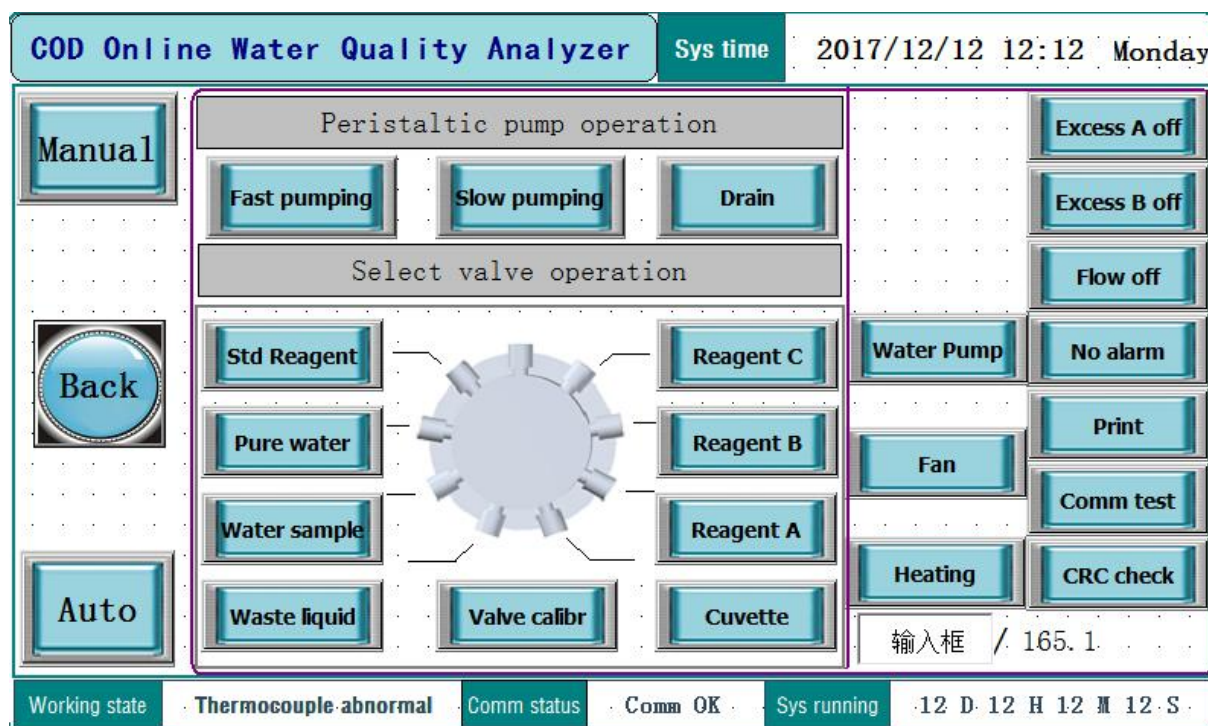 COD Online Water Quality Analyzer
Sys time
2017/12/12 12:12 Monday
Manual
Peristaltic pump operation
Excess A off
Fast pumping
Slow pumping
Drain
Excess B off
Select valve operation
Flow off
Std Reagent
Reagent C
Water Pump
No alarm
Back
Pure water
Reagent B
Fan
Print
Water sample
Reagent A
Comm test
Heating
CRC check
Auto
Waste liquid
Valve calibr
Cuvette
输入框 / 165.1
Working state
Thermocouple abnormal
Comm status
Comm OK
Sys running
12 D 12 H 12 M 12 S